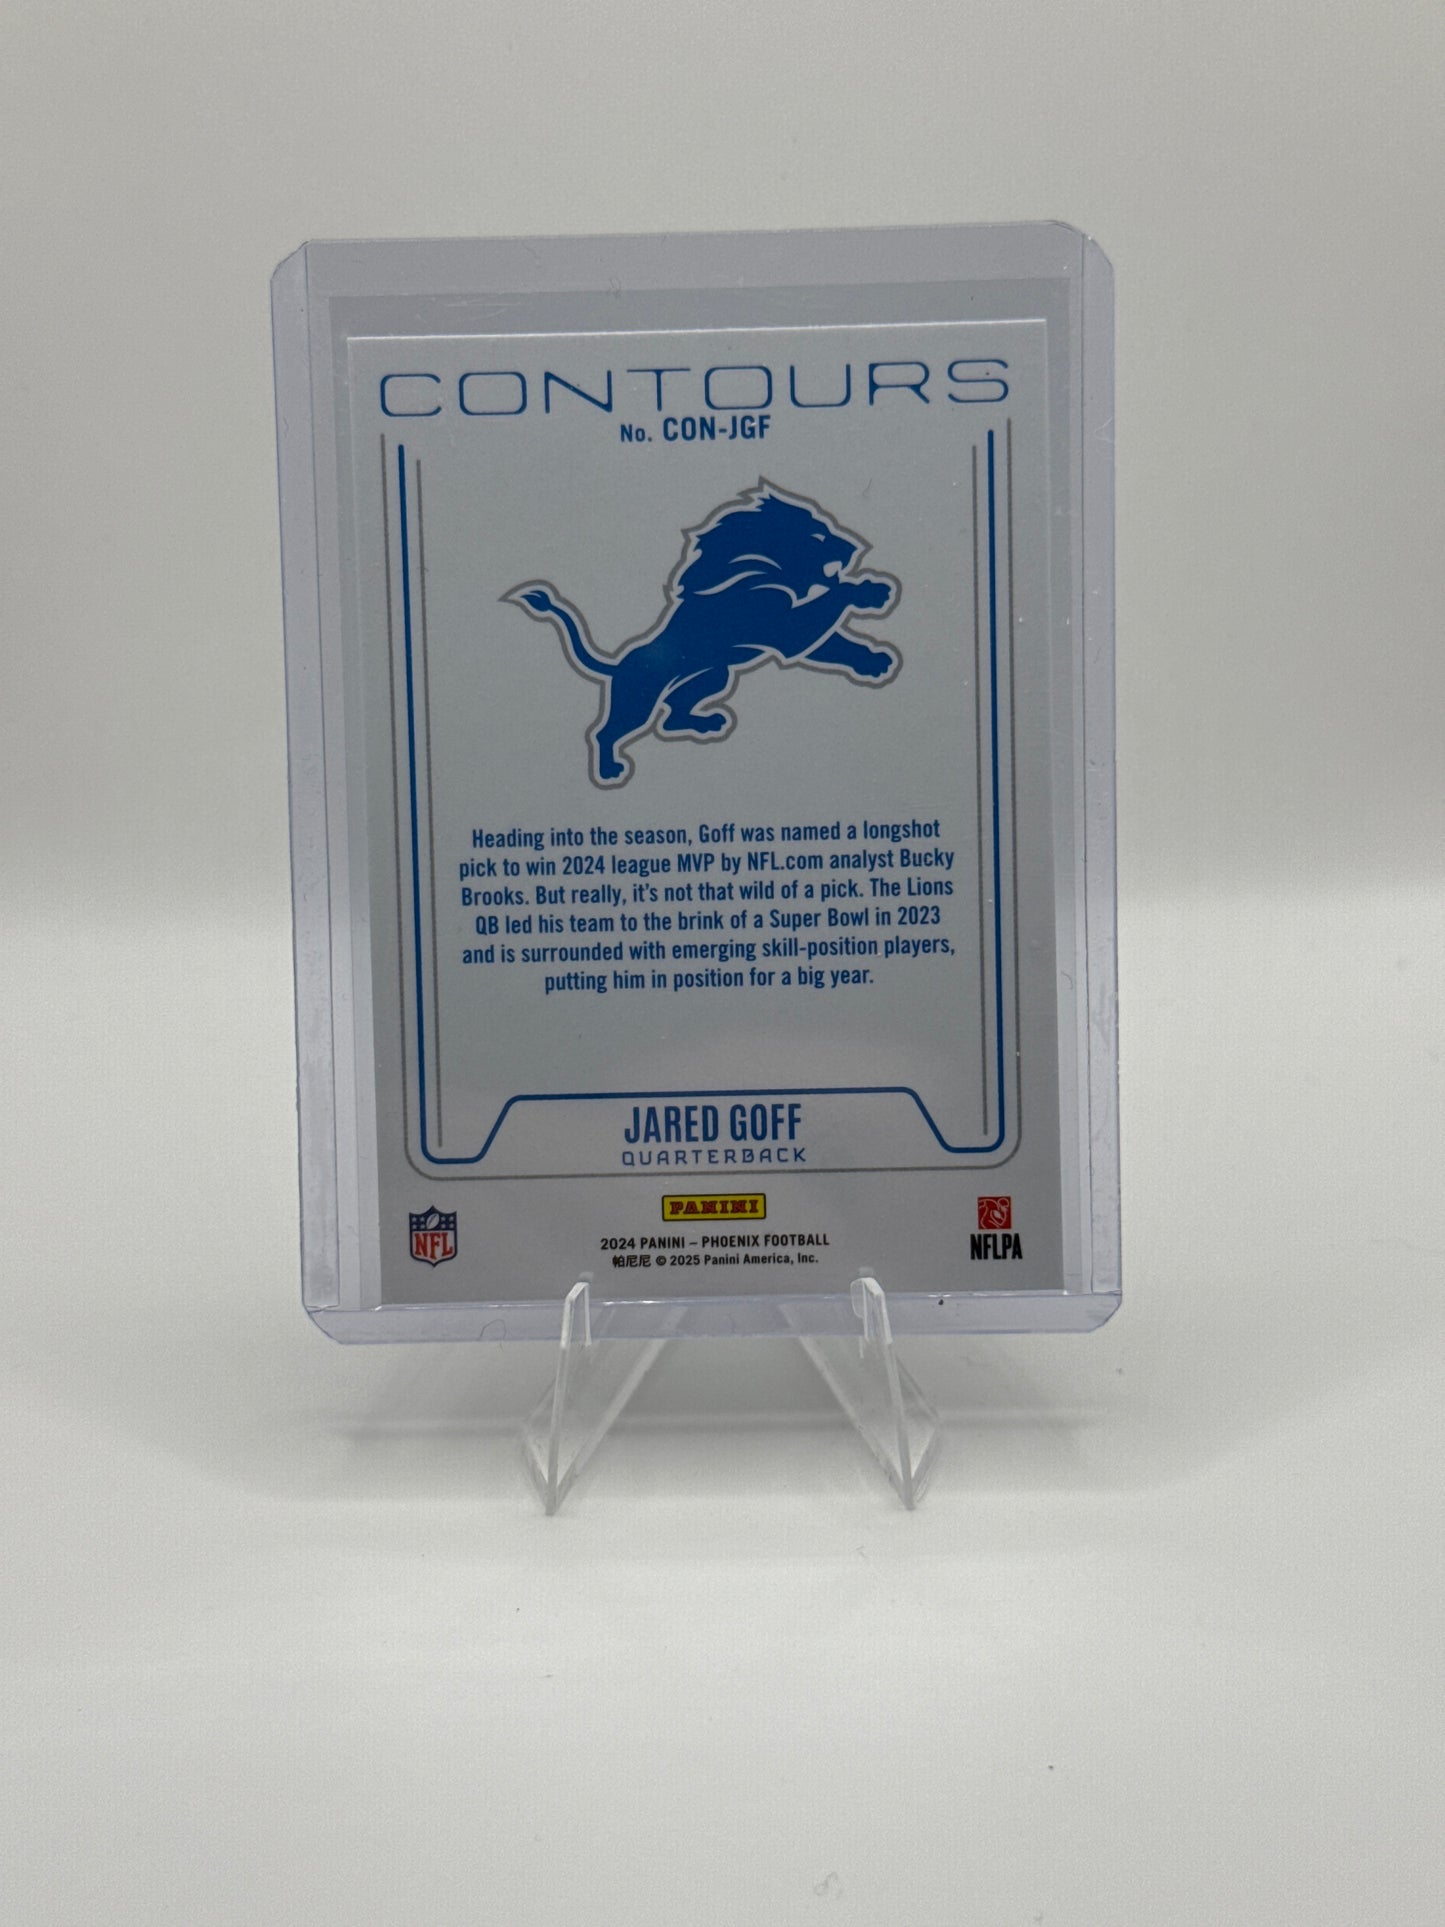 CONTOURS
No. CON-JGF
Heading into the season, Goff was named a longshot
pick to win 2024 league MVP by NFL.com analyst Bucky
Brooks. But really, it's not that wild of a pick. The Lions
QB led his team to the brink of a Super Bowl in 2023
and is surrounded with emerging skill-position players,
putting him in position for a big year.
JARED GOFF
QUARTERBACK
PANINI
NFL
2024 PANINI – PHOENIX FOOTBALL
帕尼尼 © 2025 Panini America, Inc.
NFLPA